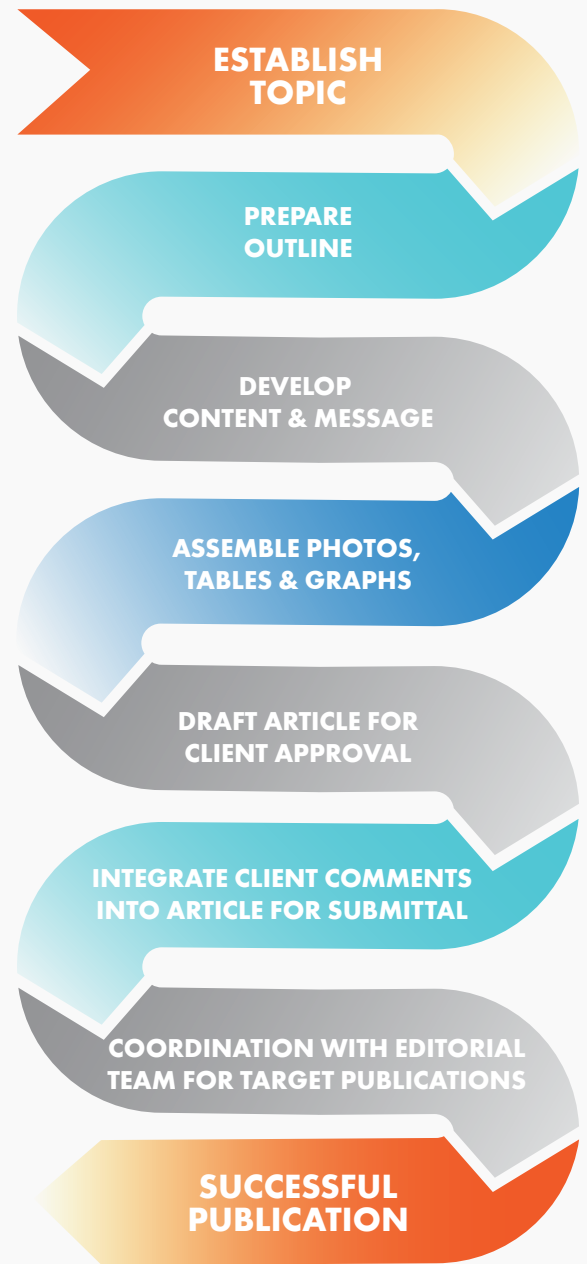 ESTABLISH
TOPIC
PREPARE
OUTLINE
DEVELOP
CONTENT & MESSAGE
ASSEMBLE PHOTOS,
TABLES & GRAPHS
DRAFT ARTICLE FOR
CLIENT APPROVAL
INTEGRATE CLIENT COMMENTS
INTO ARTICLE FOR SUBMITTAL
COORDINATION WITH EDITORIAL
TEAM FOR TARGET PUBLICATIONS
SUCCESSFUL
PUBLICATION